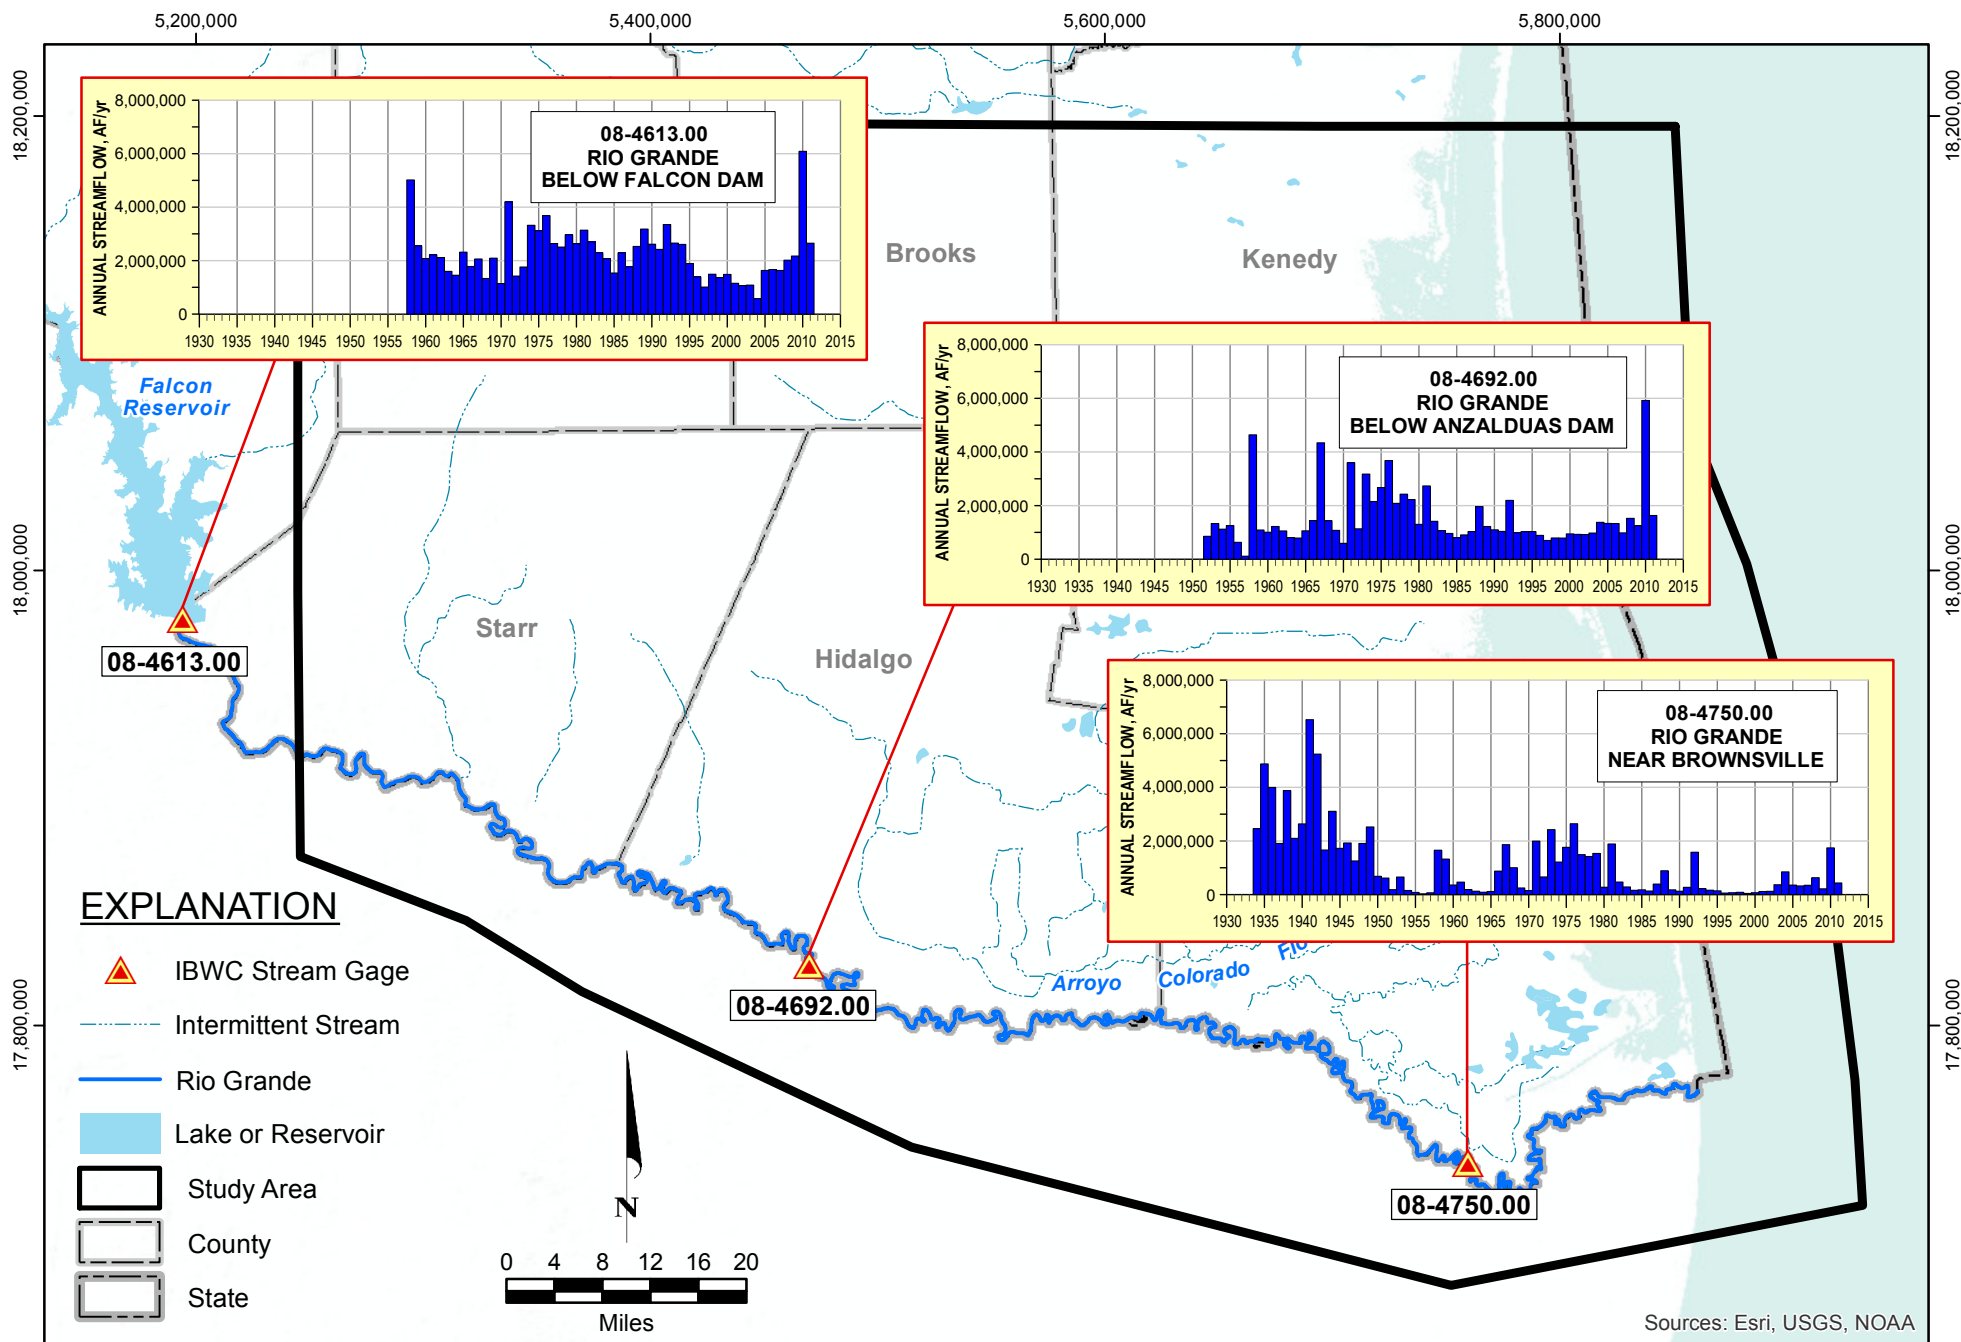 5,200,000
5,400,000
5,600,000
5,800,000
18,200,000
18,200,000
18,000,000
18,000,000
17,800,000
17,800,000
ANNUAL STREAMFLOW, AF/yr
8,000,000
6,000,000
4,000,000
2,000,000
0
08-4613.00
RIO GRANDE
BELOW FALCON DAM
1930 1935 1940 1945 1950 1955 1960 1965 1970 1975 1980 1985 1990 1995 2000 2005 2010 2015
Brooks
Kenedy
ANNUAL STREAMFLOW, AF/yr
8,000,000
6,000,000
4,000,000
2,000,000
0
08-4692.00
RIO GRANDE
BELOW ANZALDUAS DAM
1930 1935 1940 1945 1950 1955 1960 1965 1970 1975 1980 1985 1990 1995 2000 2005 2010 2015
Falcon
Reservoir
Starr
Hidalgo
08-4613.00
ANNUAL STREAMFLOW, AF/yr
8,000,000
6,000,000
4,000,000
2,000,000
0
08-4750.00
RIO GRANDE
NEAR BROWNSVILLE
1930 1935 1940 1945 1950 1955 1960 1965 1970 1975 1980 1985 1990 1995 2000 2005 2010 2015
Arroyo Colorado
08-4692.00
08-4750.00
EXPLANATION
IBWC Stream Gage
Intermittent Stream
Rio Grande
Lake or Reservoir
Study Area
County
State
N
0 4 8 12 16 20
Miles
Sources: Esri, USGS, NOAA